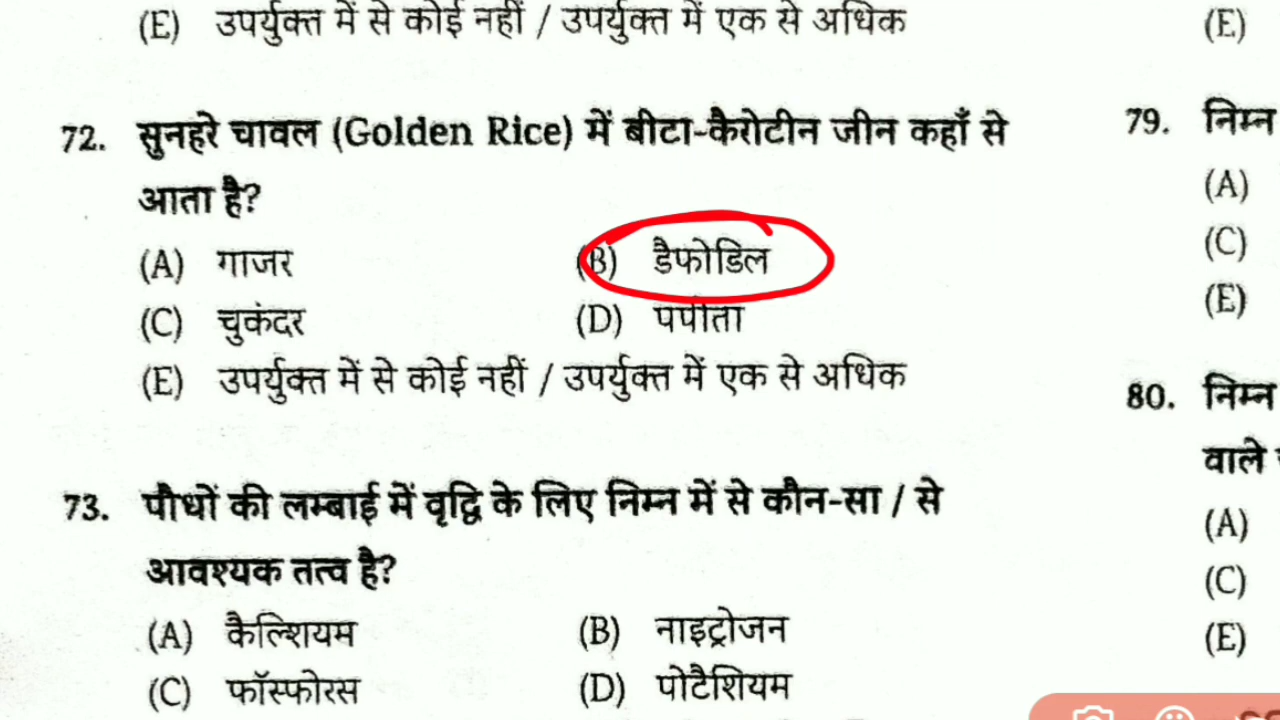 (E) उपर्युक्त में से कोई नहीं / उपर्युक्त में एक से अधिक
72. सुनहरे चावल (Golden Rice) में बीटा-कैरोटीन जीन कहाँ से
आता है?
(A) गाजर (B) डैफोडिल
(C) चुकंदर (D) पपीता
(E) उपर्युक्त में से कोई नहीं / उपर्युक्त में एक से अधिक
73. पौधों की लम्बाई में वृद्धि के लिए निम्न में से कौन-सा / से
आवश्यक तत्व है?
(A) कैल्शियम (B) नाइट्रोजन
(C) फॉस्फोरस (D) पोटैशियम
(E)
79. निम्न
(A)
(C)
(E)
80. निम्न
वाले
(A)
(C)
(E)